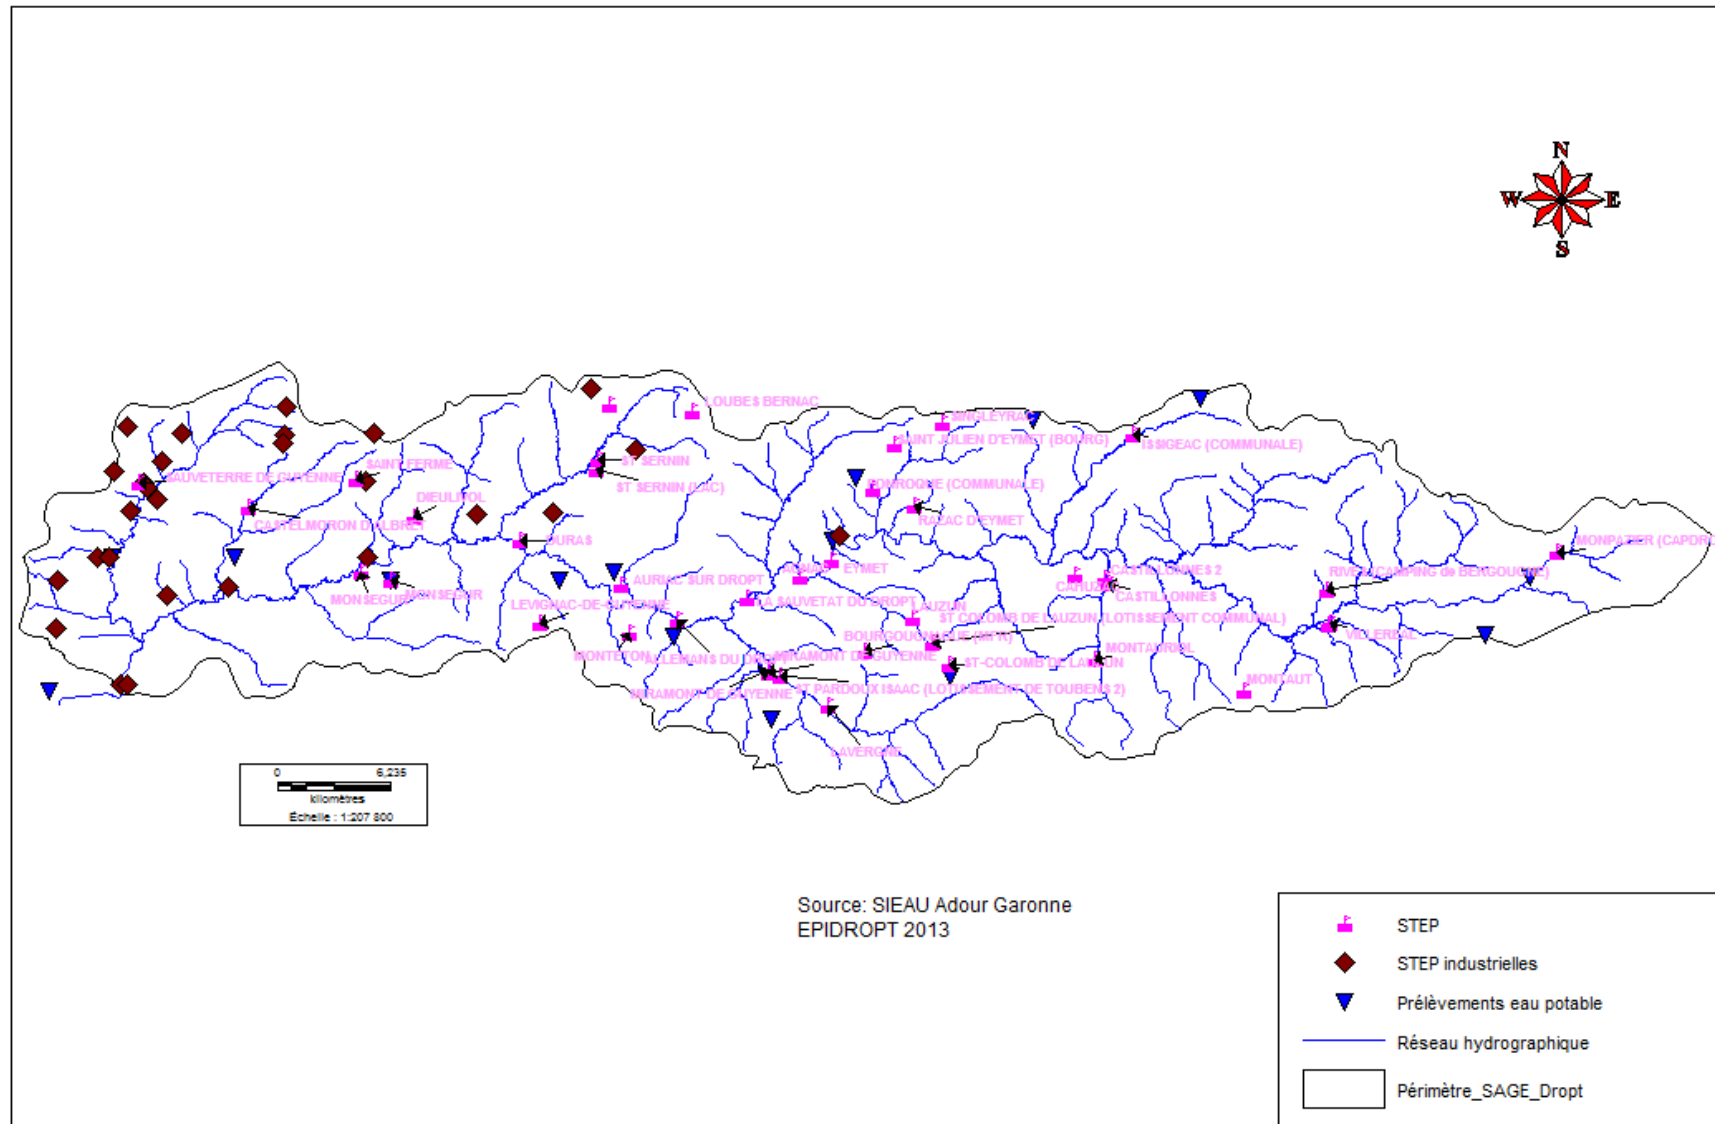 N
W
E
S
LOUBES BERNAC
SINGLEYRAC
SAINT JULIEN D'EYMET (BOURG)
ISSIGEAC (COMMUNALE)
ST SERNIN
SAINT FERME
SAUVETERRE DE GUYENNE
ST SERNIN (LAC)
FONROQUE (COMMUNALE)
DIEULIVOL
CASTELMORON D'ALBRET
RAZAC D'EYMET
DURAS
MONPAZIER (CAPDRO
EYMET
CASTILLONNES 2
RIVES (CAMPING de BERGOUGNE)
AURIAC SUR DROPT
CAHUZAC
CASTILLONNES
MONSEGUR
MONSEGUR
LEVIGNAC-DE-GUYENNE
LA SAUVETAT DU DROPT
LAUZUN
ST COLOMB DE LAUZUN (LOTISSEMENT COMMUNAL)
VILLEREAL
BOURGOUGNAGUE (MFR)
MONTETON
ALLEMANS DU DROPT
MIRAMONT DE GUYENNE
ST-COLOMB DE LAUZUN
MONTAURIOL
MONTAUT
MIRAMONT DE GUYENNE
ST PARDOUX ISAAC (LOTISSEMENT DE TOUBENS 2)
LAVERGNE
0
6,235
kilomètres
Échelle : 1:207 800
Source: SIEAU Adour Garonne
EPIDROPT 2013
STEP
STEP industrielles
Prélèvements eau potable
Réseau hydrographique
Périmètre_SAGE_Dropt